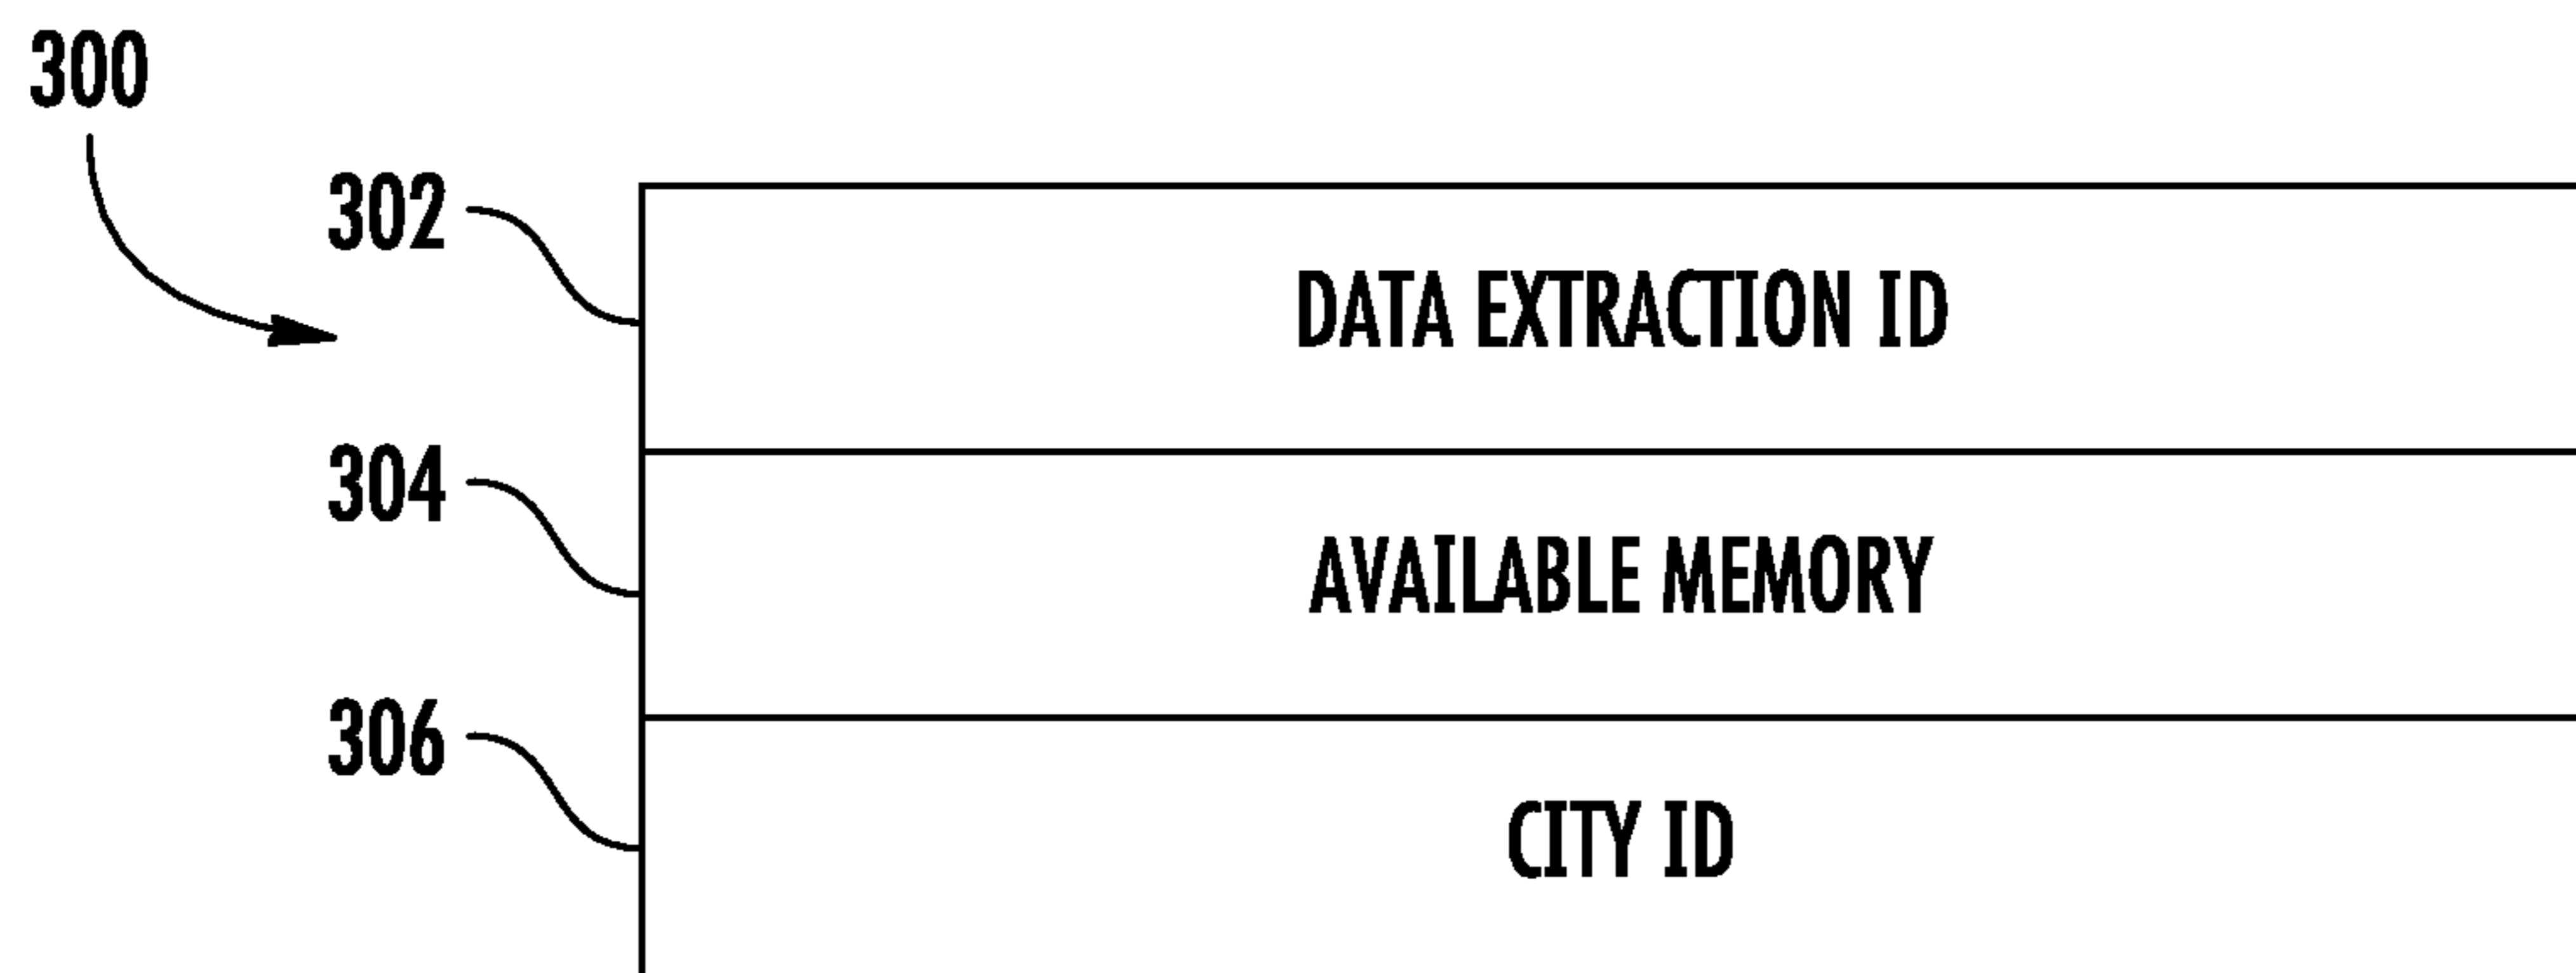 300
302
DATA EXTRACTION ID
304
AVAILABLE MEMORY
306
CITY ID